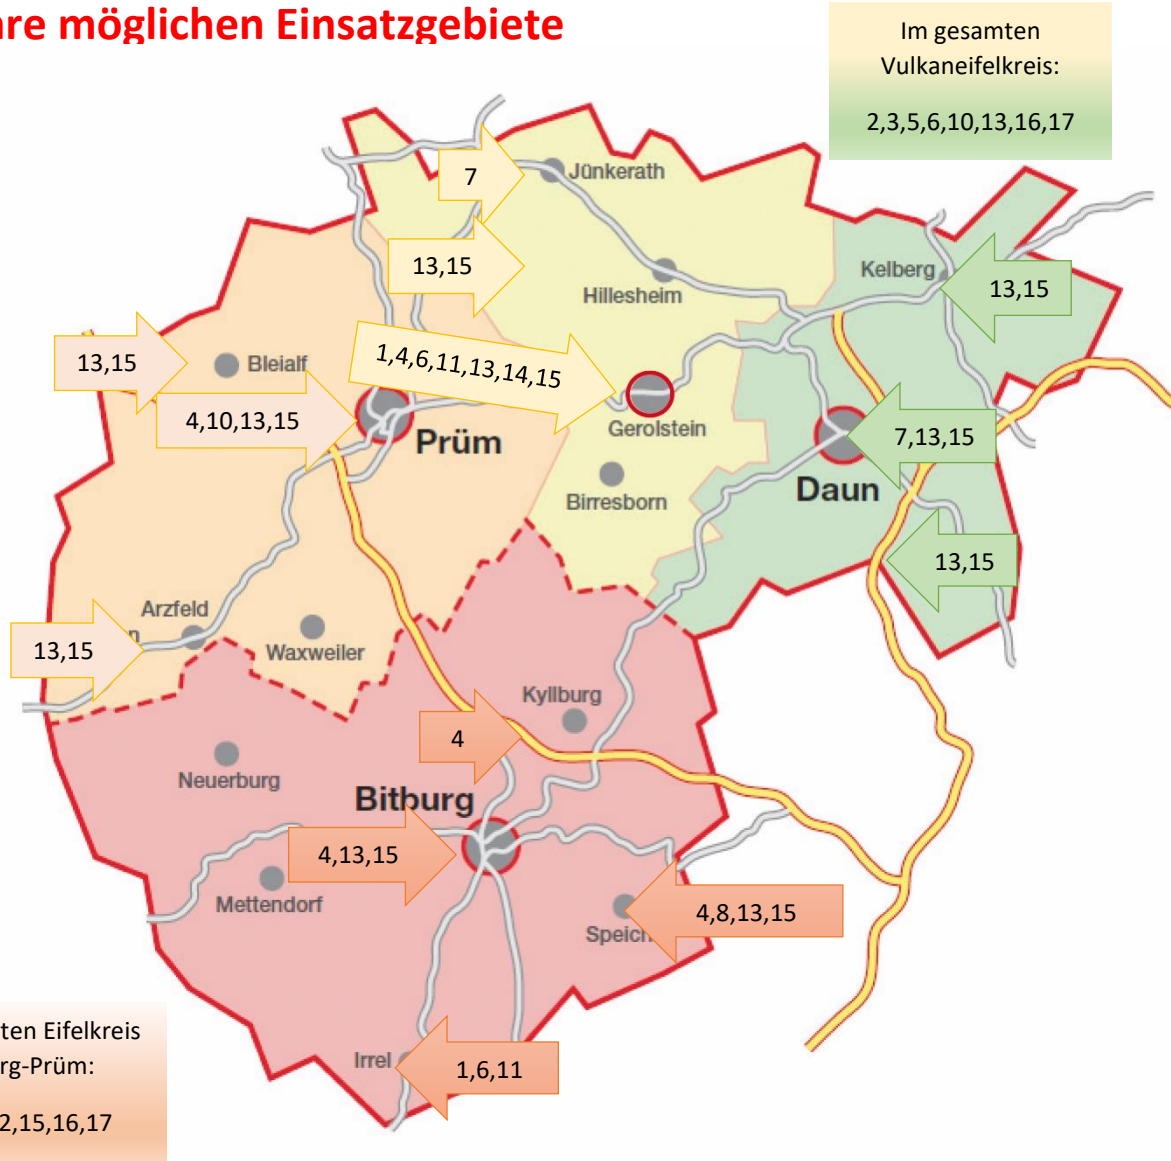 re möglichen Einsatzgebiete
Im gesamten
Vulkaneifelkreis:
2,3,5,6,10,13,16,17
7
Jünkerath
13,15
Hillesheim
Kelberg
13,15
13,15
Bleialf
1,4,6,11,13,14,15
4,10,13,15
Prüm
Gerolstein
7,13,15
Birresborn
Daun
13,15
Arzfeld
n
13,15
Waxweiler
Kyllburg
4
Neuerburg
Bitburg
4,13,15
Mettendorf
4,8,13,15
Speich
Irrel
1,6,11
ten Eifelkreis
rg-Prüm:
2,15,16,17